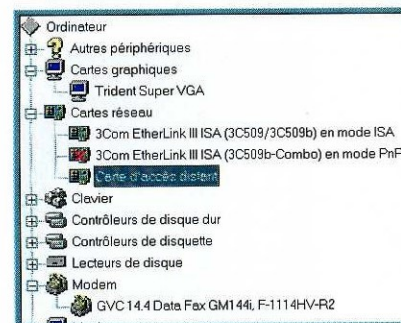 Ordinateur
Autres périphériques
Cartes graphiques
Trident Super VGA
Cartes réseau
3Com EtherLink III ISA (3C509/3C509b) en mode ISA
3Com EtherLink III ISA (3C509b-Combo) en mode PnP
Carte d'accès distant
Clavier
Contrôleurs de disque dur
Contrôleurs de disquette
Lecteurs de disque
Modem
GVC 14.4 Data Fax GM144i, F-1114HV-R2